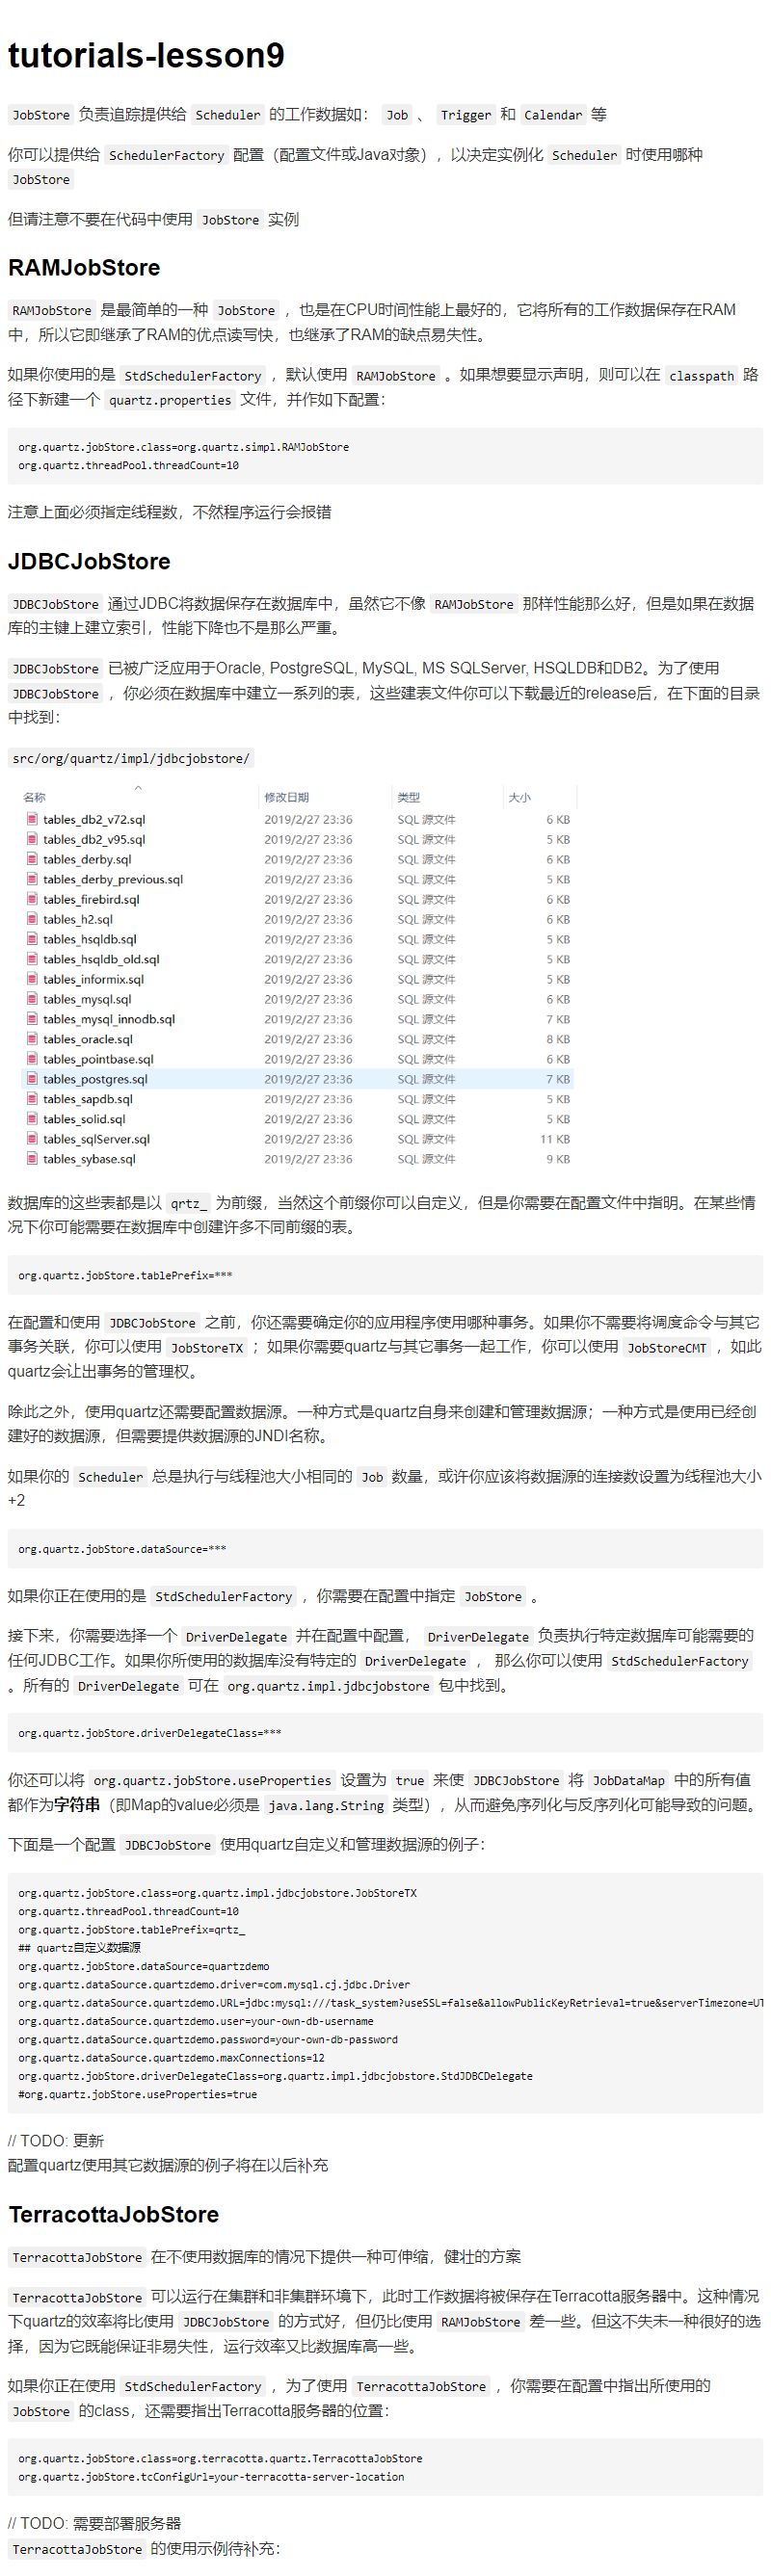 tutorials-lesson9
JobStore 负责追踪提供给 Scheduler 的工作数据如： Job 、 Trigger 和 Calendar 等
你可以提供给 SchedulerFactory 配置（配置文件或Java对象），以决定实例化 Scheduler 时使用哪种
JobStore
但请注意不要在代码中使用 JobStore 实例
RAMJobStore
RAMJobStore 是最简单的一种 JobStore ，也是在CPU时间性能上最好的，它将所有的工作数据保存在RAM
中，所以它即继承了RAM的优点读写快，也继承了RAM的缺点易失性。
如果你使用的是 StdSchedulerFactory ，默认使用 RAMJobStore 。如果想要显示声明，则可以在 classpath 路
径下新建一个 quartz.properties 文件，并作如下配置：
org.quartz.jobStore.class=org.quartz.simpl.RAMJobStore
org.quartz.threadPool.threadCount=10
注意上面必须指定线程数，不然程序运行会报错
JDBCJobStore
JDBCJobStore 通过JDBC将数据保存在数据库中，虽然它不像 RAMJobStore 那样性能那么好，但是如果在数据
库的主键上建立索引，性能下降也不是那么严重。
JDBCJobStore 已被广泛应用于Oracle, PostgreSQL, MySQL, MS SQLServer, HSQLDB和DB2。为了使用
JDBCJobStore ，你必须在数据库中建立一系列的表，这些建表文件你可以下载最近的release后，在下面的目录
中找到：
src/org/quartz/impl/jdbcjobstore/
名称 修改日期 类型 大小
tables_db2_v72.sql 2019/2/27 23:36 SQL 源文件 6 KB
tables_db2_v95.sql 2019/2/27 23:36 SQL 源文件 5 KB
tables_derby.sql 2019/2/27 23:36 SQL 源文件 6 KB
tables_derby_previous.sql 2019/2/27 23:36 SQL 源文件 5 KB
tables_firebird.sql 2019/2/27 23:36 SQL 源文件 6 KB
tables_h2.sql 2019/2/27 23:36 SQL 源文件 6 KB
tables_hsqldb.sql 2019/2/27 23:36 SQL 源文件 5 KB
tables_hsqldb_old.sql 2019/2/27 23:36 SQL 源文件 5 KB
tables_informix.sql 2019/2/27 23:36 SQL 源文件 5 KB
tables_mysql.sql 2019/2/27 23:36 SQL 源文件 6 KB
tables_mysql_innodb.sql 2019/2/27 23:36 SQL 源文件 7 KB
tables_oracle.sql 2019/2/27 23:36 SQL 源文件 8 KB
tables_pointbase.sql 2019/2/27 23:36 SQL 源文件 6 KB
tables_postgres.sql 2019/2/27 23:36 SQL 源文件 7 KB
tables_sapdb.sql 2019/2/27 23:36 SQL 源文件 5 KB
tables_solid.sql 2019/2/27 23:36 SQL 源文件 5 KB
tables_sqlServer.sql 2019/2/27 23:36 SQL 源文件 11 KB
tables_sybase.sql 2019/2/27 23:36 SQL 源文件 9 KB
数据库的这些表都是以 qrtz_ 为前缀，当然这个前缀你可以自定义，但是你需要在配置文件中指明。在某些情
况下你可能需要在数据库中创建许多不同前缀的表。
org.quartz.jobStore.tablePrefix=***
在配置和使用 JDBCJobStore 之前，你还需要确定你的应用程序使用哪种事务。如果你不需要将调度命令与其它
事务关联，你可以使用 JobStoreTX ；如果你需要quartz与其它事务一起工作，你可以使用 JobStoreCMT ，如此
quartz会让出事务的管理权。
除此之外，使用quartz还需要配置数据源。一种方式是quartz自身来创建和管理数据源；一种方式是使用已经创
建好的数据源，但需要提供数据源的JNDI名称。
如果你的 Scheduler 总是执行与线程池大小相同的 Job 数量，或许你应该将数据源的连接数设置为线程池大小
+2
org.quartz.jobStore.dataSource=***
如果你正在使用的是 StdSchedulerFactory ，你需要在配置中指定 JobStore 。
接下来，你需要选择一个 DriverDelegate 并在配置中配置， DriverDelegate 负责执行特定数据库可能需要的
任何JDBC工作。如果你所使用的数据库没有特定的 DriverDelegate ， 那么你可以使用 StdSchedulerFactory
。所有的 DriverDelegate 可在 org.quartz.impl.jdbcjobstore 包中找到。
org.quartz.jobStore.driverDelegateClass=***
你还可以将 org.quartz.jobStore.useProperties 设置为 true 来使 JDBCJobStore 将 JobDataMap 中的所有值
都作为字符串（即Map的value必须是 java.lang.String 类型），从而避免序列化与反序列化可能导致的问题。
下面是一个配置 JDBCJobStore 使用quartz自定义和管理数据源的例子：
org.quartz.jobStore.class=org.quartz.impl.jdbcjobstore.JobStoreTX
org.quartz.threadPool.threadCount=10
org.quartz.jobStore.tablePrefix=qrtz_
## quartz自定义数据源
org.quartz.jobStore.dataSource=quartzdemo
org.quartz.dataSource.quartzdemo.driver=com.mysql.cj.jdbc.Driver
org.quartz.dataSource.quartzdemo.URL=jdbc:mysql:///task_system?useSSL=false&allowPublicKeyRetrieval=true&serverTimezone=UT
org.quartz.dataSource.quartzdemo.user=your-own-db-username
org.quartz.dataSource.quartzdemo.password=your-own-db-password
org.quartz.dataSource.quartzdemo.maxConnections=12
org.quartz.jobStore.driverDelegateClass=org.quartz.impl.jdbcjobstore.StdJDBCDelegate
#org.quartz.jobStore.useProperties=true
// TODO: 更新
配置quartz使用其它数据源的例子将在以后补充
TerracottaJobStore
TerracottaJobStore 在不使用数据库的情况下提供一种可伸缩，健壮的方案
TerracottaJobStore 可以运行在集群和非集群环境下，此时工作数据将被保存在Terracotta服务器中。这种情况
下quartz的效率将比使用 JDBCJobStore 的方式好，但仍比使用 RAMJobStore 差一些。但这不失未一种很好的选
择，因为它既能保证非易失性，运行效率又比数据库高一些。
如果你正在使用 StdSchedulerFactory ，为了使用 TerracottaJobStore ，你需要在配置中指出所使用的
JobStore 的class，还需要指出Terracotta服务器的位置：
org.quartz.jobStore.class=org.terracotta.quartz.TerracottaJobStore
org.quartz.jobStore.tcConfigUrl=your-terracotta-server-location
// TODO: 需要部署服务器
TerracottaJobStore 的使用示例待补充：